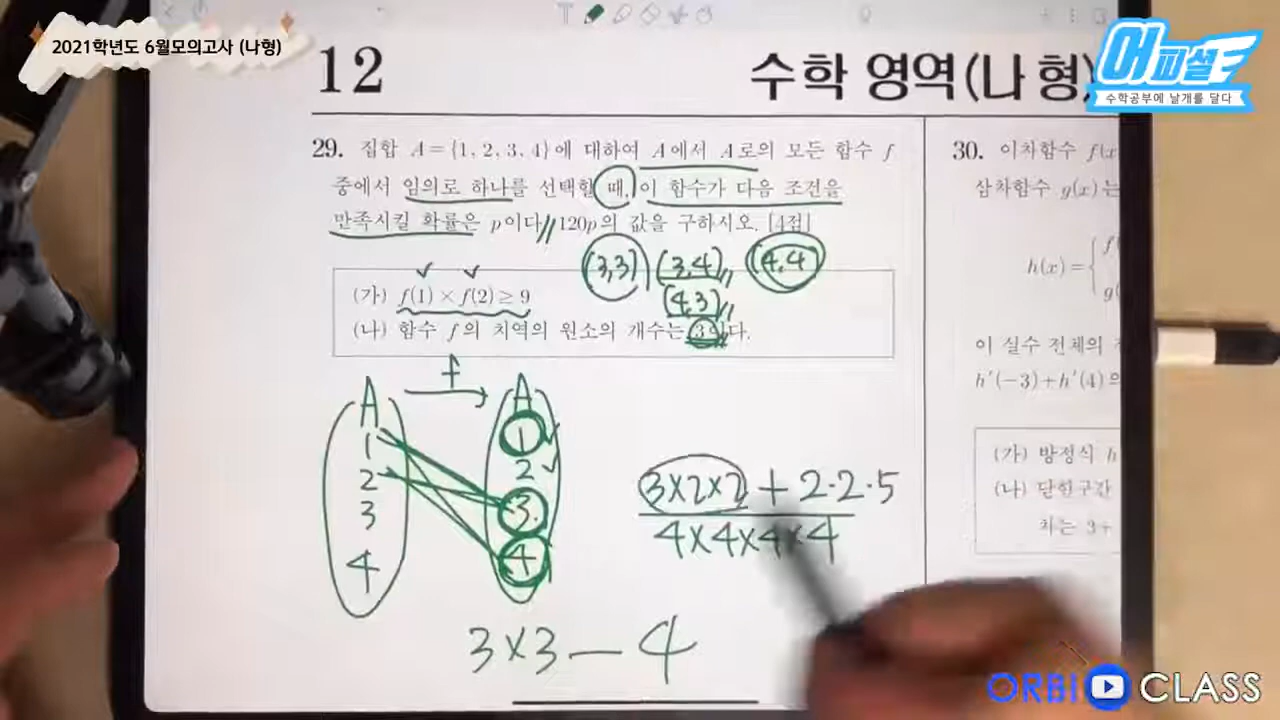 2021학년도 6월모의고사 (나형)
어피셜
수학공부에 날개를 달다
12
수학 영역(나 형)
29. 집합 A={1, 2, 3, 4}에 대하여 A에서 A로의 모든 함수 f
중에서 임의로 하나를 선택할 때, 이 함수가 다음 조건을
만족시킬 확률은 p이다. 120p의 값을 구하시오. [4점]
(3,3) (3,4) (4,4)
(4,3)
(가) f(1)×f(2)≥9
(나) 함수 f의 치역의 원소의 개수는 3이다.
f
A A
1 1
2 2
3 3
4 4
3×2×2 + 2·2·5
4×4×4×4
3×3-4
30. 이차함수 f(x
삼차함수 g(x)는
h(x)={ f(
g(
이 실수 전체의
h'(-3)+h'(4)의
(가) 방정식 h
(나) 닫힌구간
차는 3+
ORBI CLASS